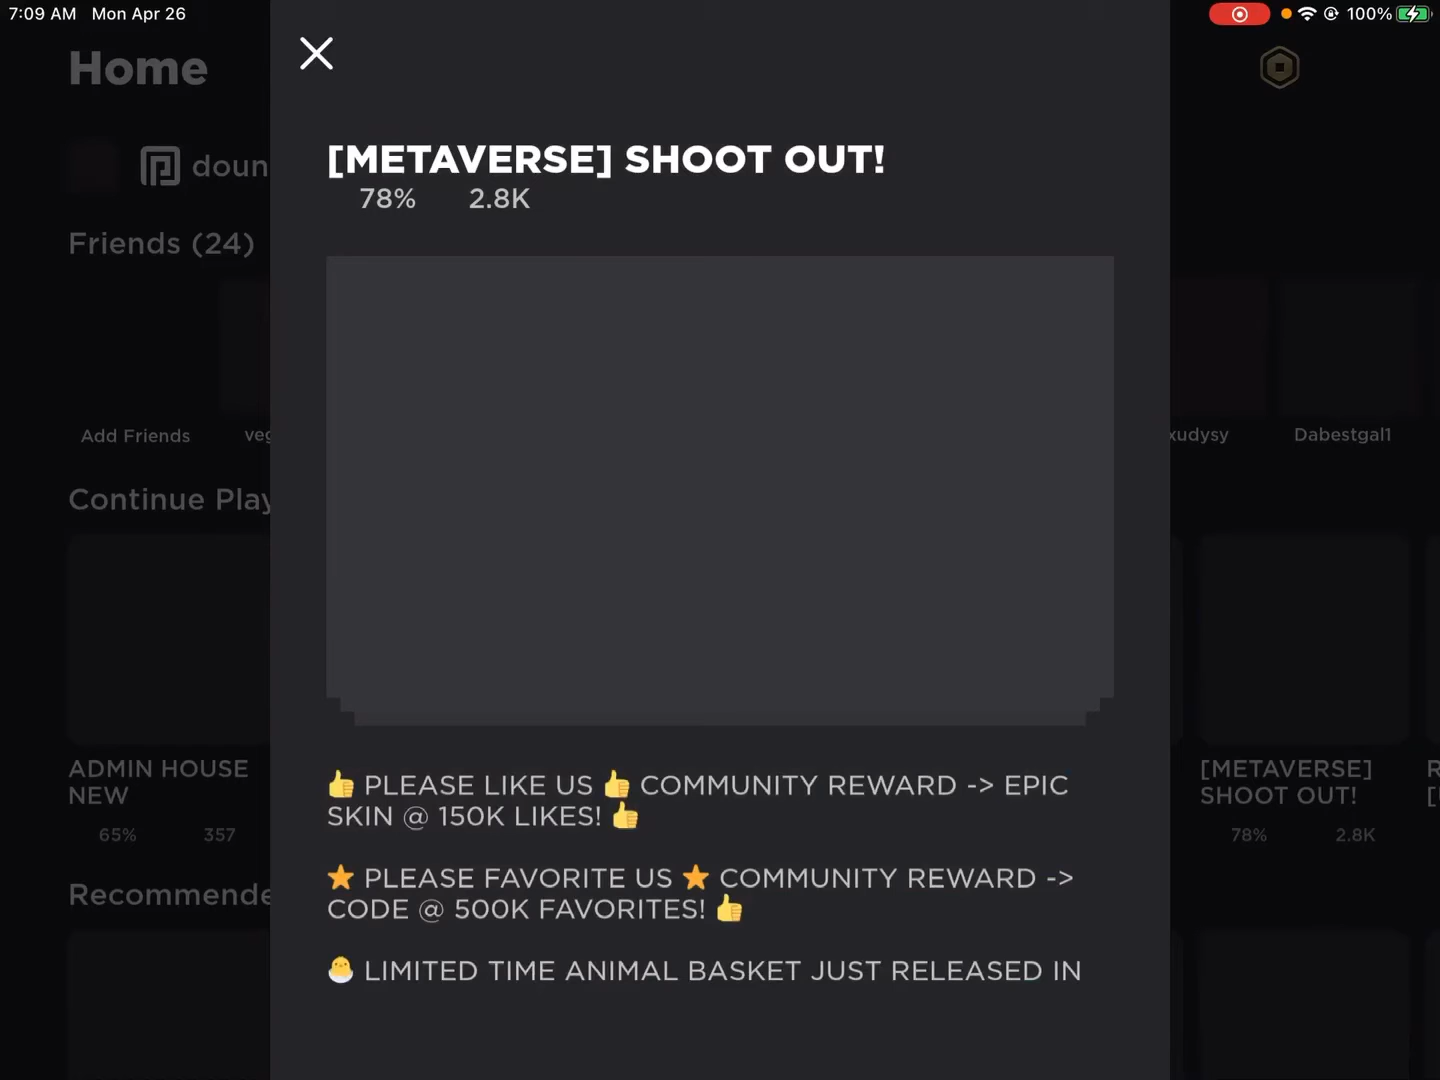 7:09 AM Mon Apr 26
100%
Home
[METAVERSE] SHOOT OUT!
78% 2.8K
doun
Friends (24)
Add Friends
veg
xudysy
Dabestgal1
Continue Play
ADMIN HOUSE
NEW
65% 357
[METAVERSE]
SHOOT OUT!
78% 2.8K
Recommende
👍 PLEASE LIKE US 👍 COMMUNITY REWARD -> EPIC
SKIN @ 150K LIKES! 👍
⭐ PLEASE FAVORITE US ⭐ COMMUNITY REWARD ->
CODE @ 500K FAVORITES! 👍
🐣 LIMITED TIME ANIMAL BASKET JUST RELEASED IN